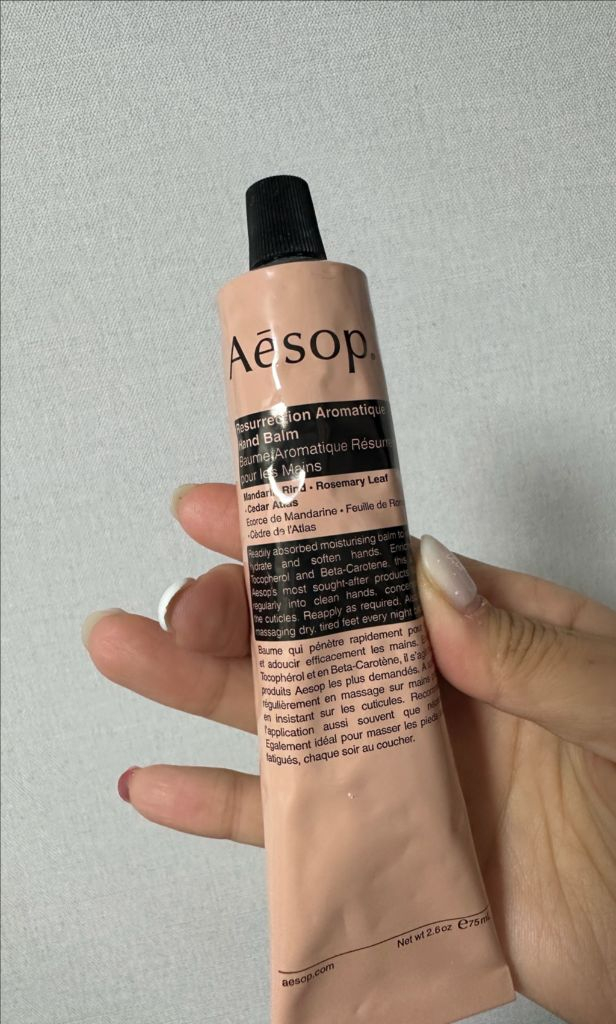 Aēsop®
Resurrection Aromatique
Hand Balm
Baume Aromatique
pour les Mains
Mandarin Rind • Rosemary Leaf
• Cedar Atlas
Ecorce de Mandarine • Feuille de
• Cèdre de l'Atlas
Readily absorbed moisturising balm to
hydrate and soften hands.
Tocopherol and Beta-Carotene, this
Aesop's most sought-after products
regularly into clean hands,
the cuticles. Reapply as required.
massaging dry, tired feet every night
Baume qui pénètre rapidement pour
et adoucir efficacement les mains.
Tocophérol et en Beta-Carotène, il
produits Aesop les plus demandés. A
régulièrement en massage sur mains
en insistant sur les cuticules.
l'application aussi souvent que
Egalement idéal pour masser les pieds
fatigués, chaque soir au coucher.
Net wt 2.6 oz ℮75 mL
aesop.com